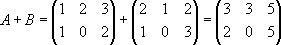 A + B = ( 1 2 3 ) + ( 2 1 2 ) = ( 3 3 5 )
( 1 0 2 ) ( 1 0 3 ) ( 2 0 5 )